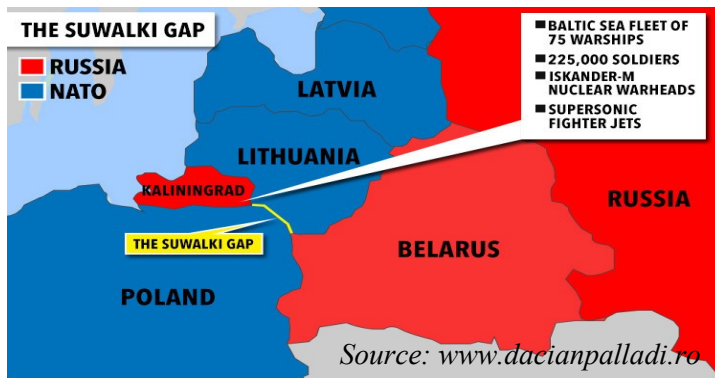 THE SUWALKI GAP
RUSSIA
NATO
BALTIC SEA FLEET OF
75 WARSHIPS
225,000 SOLDIERS
ISKANDER-M
NUCLEAR WARHEADS
SUPERSONIC
FIGHTER JETS
LATVIA
LITHUANIA
KALININGRAD
RUSSIA
THE SUWALKI GAP
BELARUS
POLAND
Source: www.dacianpalladi.ro